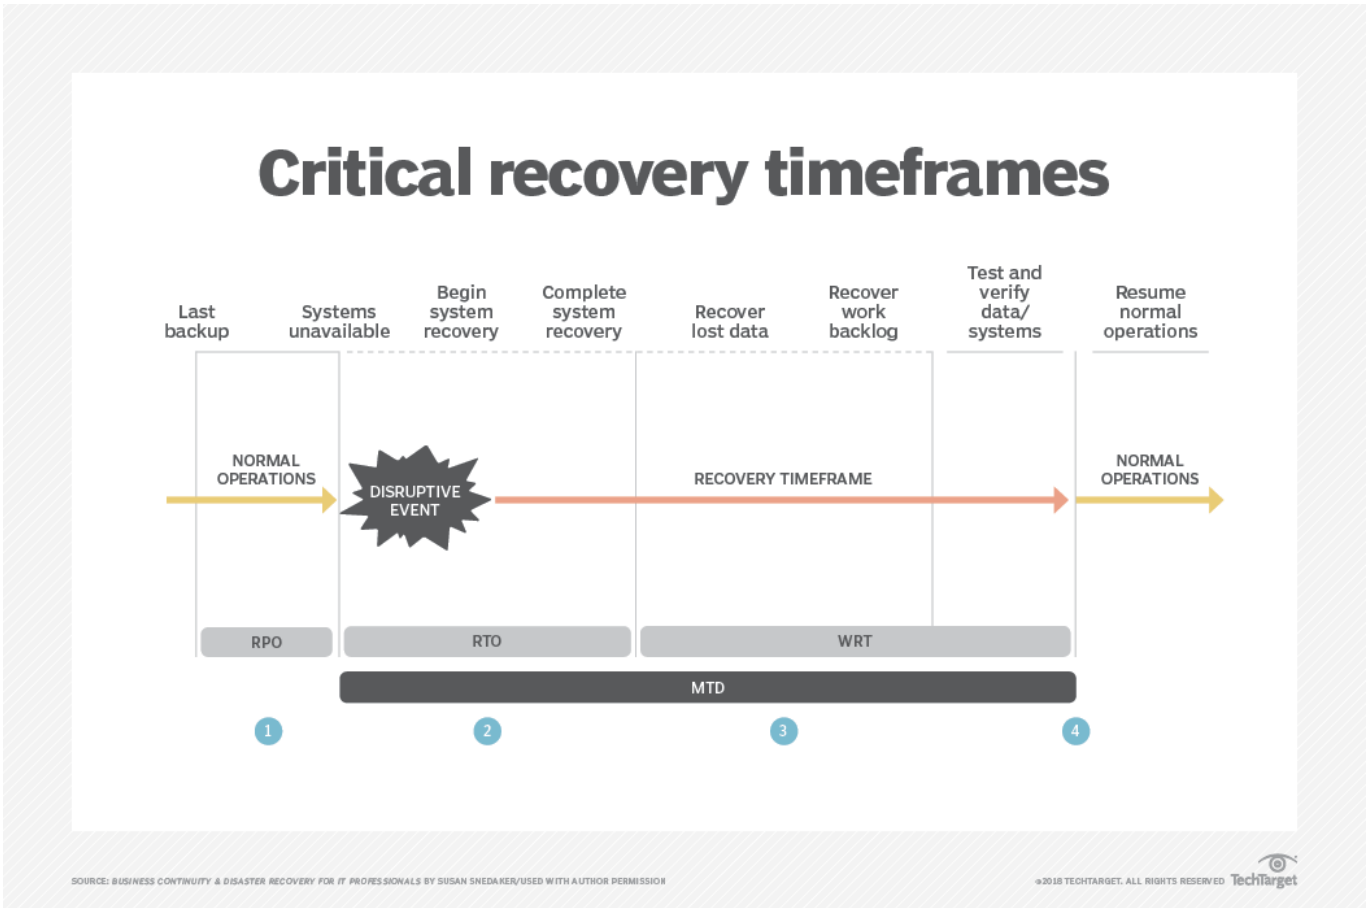 Critical recovery timeframes
Last
backup
Systems
unavailable
Begin
system
recovery
Complete
system
recovery
Recover
lost data
Recover
work
backlog
Test and
verify
data/
systems
Resume
normal
operations
NORMAL
OPERATIONS
DISRUPTIVE
EVENT
RECOVERY TIMEFRAME
NORMAL
OPERATIONS
RPO
RTO
WRT
MTD
1
2
3
4
SOURCE: BUSINESS CONTINUITY & DISASTER RECOVERY FOR IT PROFESSIONALS BY SUSAN SNEDAKER/USED WITH AUTHOR PERMISSION
©2018 TECHTARGET. ALL RIGHTS RESERVED TechTarget